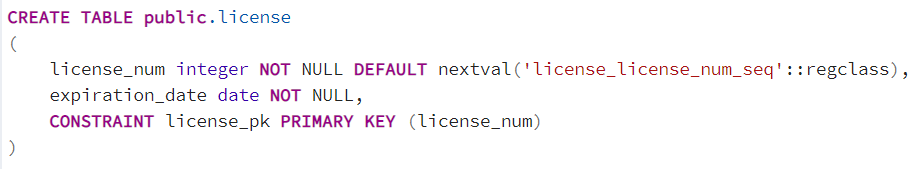 CREATE TABLE public.license
(
    license_num integer NOT NULL DEFAULT nextval('license_license_num_seq'::regclass),
    expiration_date date NOT NULL,
    CONSTRAINT license_pk PRIMARY KEY (license_num)
)